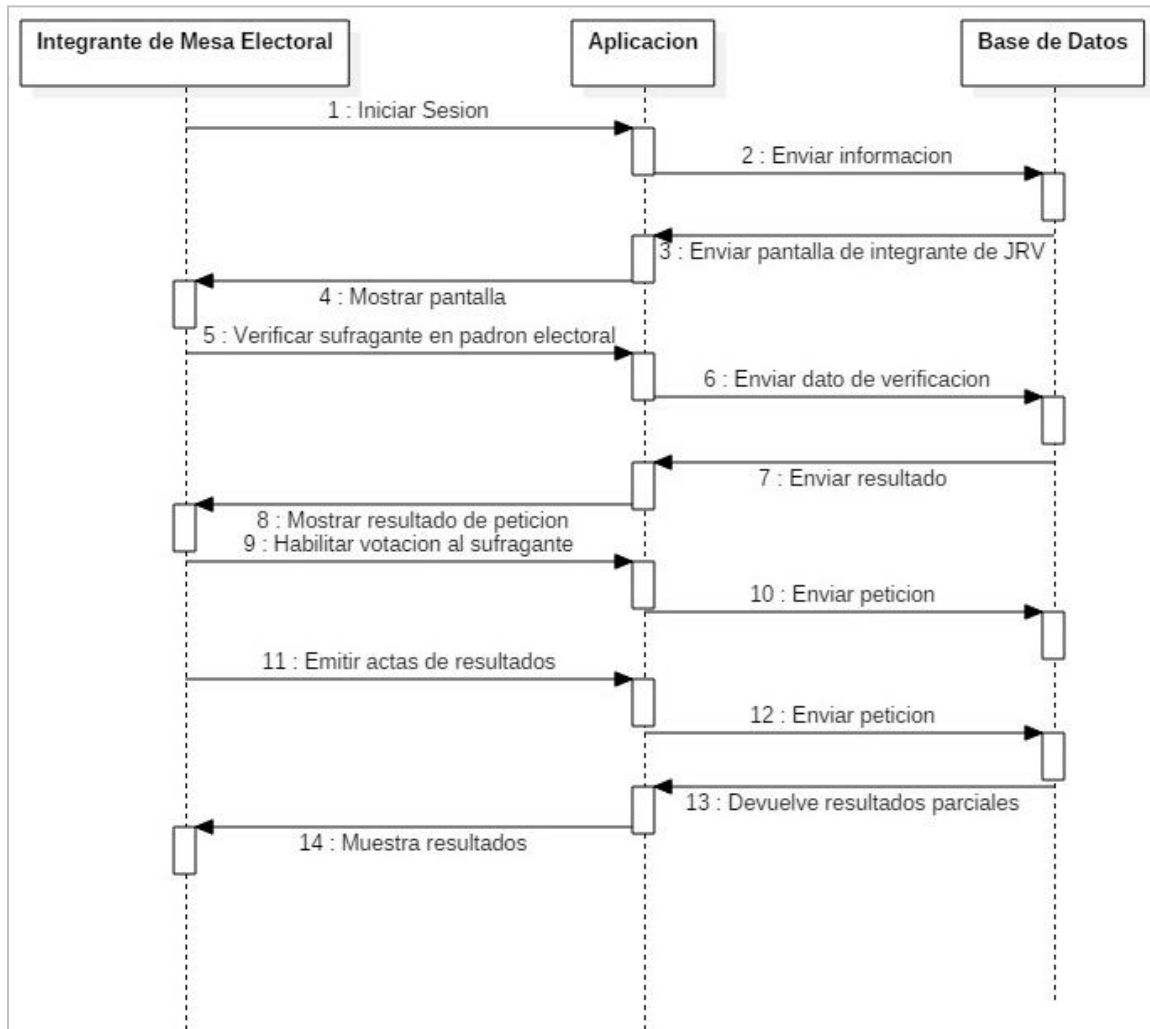 Integrante de Mesa Electoral
Aplicacion
Base de Datos
1 : Iniciar Sesion
2 : Enviar informacion
3 : Enviar pantalla de integrante de JRV
4 : Mostrar pantalla
5 : Verificar sufragante en padron electoral
6 : Enviar dato de verificacion
7 : Enviar resultado
8 : Mostrar resultado de peticion
9 : Habilitar votacion al sufragante
10 : Enviar peticion
11 : Emitir actas de resultados
12 : Enviar peticion
13 : Devuelve resultados parciales
14 : Muestra resultados